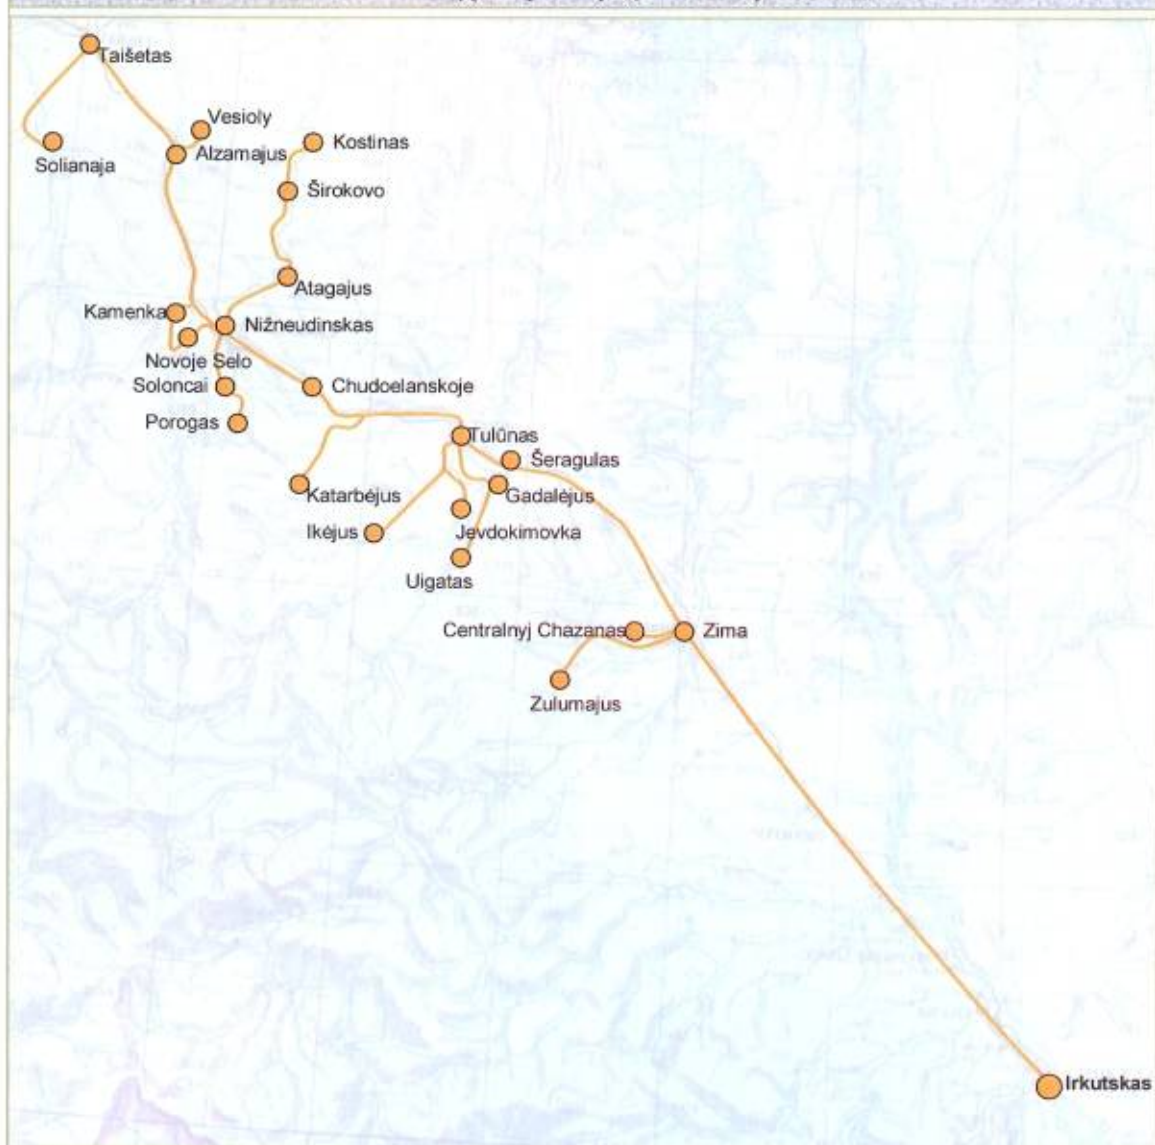 Taišetas
Vesioly
Kostinas
Alzamajus
Solianaja
Širokovo
Atagajus
Kamenka
Nižneudinskas
Novoje Selo
Soloncai
Chudoelanskoje
Porogas
Tulūnas
Šeragulas
Katarbėjus
Gadalėjus
Ikėjus
Jevdokimovka
Uigatas
Centralnyj Chazanas
Zima
Zulumajus
Irkutskas